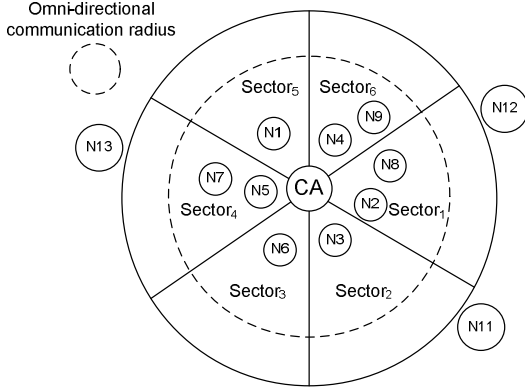 Omni-directional
communication radius
Sector5
Sector6
N9
N1
N4
N12
N13
N8
N7
N5
CA
Sector4
N2
Sector1
N6
N3
Sector3
Sector2
N11